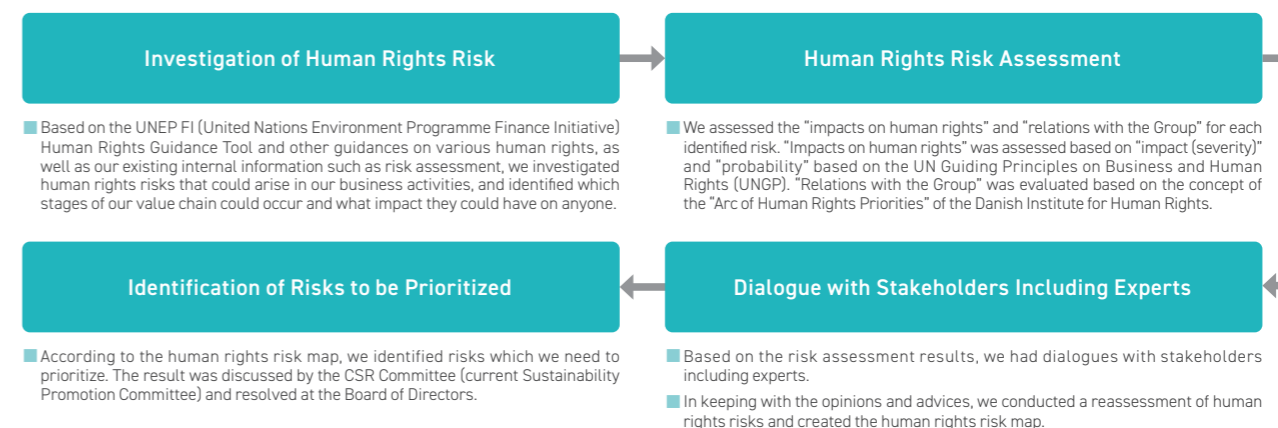 Investigation of Human Rights Risk
Based on the UNEP FI (United Nations Environment Programme Finance Initiative)
Human Rights Guidance Tool and other guidances on various human rights, as
well as our existing internal information such as risk assessment, we investigated
human rights risks that could arise in our business activities, and identified which
stages of our value chain could occur and what impact they could have on anyone.
Human Rights Risk Assessment
We assessed the “impacts on human rights” and “relations with the Group” for each
identified risk. “Impacts on human rights” was assessed based on “impact (severity)”
and “probability” based on the UN Guiding Principles on Business and Human
Rights (UNGP). “Relations with the Group” was evaluated based on the concept of
the “Arc of Human Rights Priorities” of the Danish Institute for Human Rights.
Dialogue with Stakeholders Including Experts
Based on the risk assessment results, we had dialogues with stakeholders
including experts.
In keeping with the opinions and advices, we conducted a reassessment of human
rights risks and created the human rights risk map.
Identification of Risks to be Prioritized
According to the human rights risk map, we identified risks which we need to
prioritize. The result was discussed by the CSR Committee (current Sustainability
Promotion Committee) and resolved at the Board of Directors.